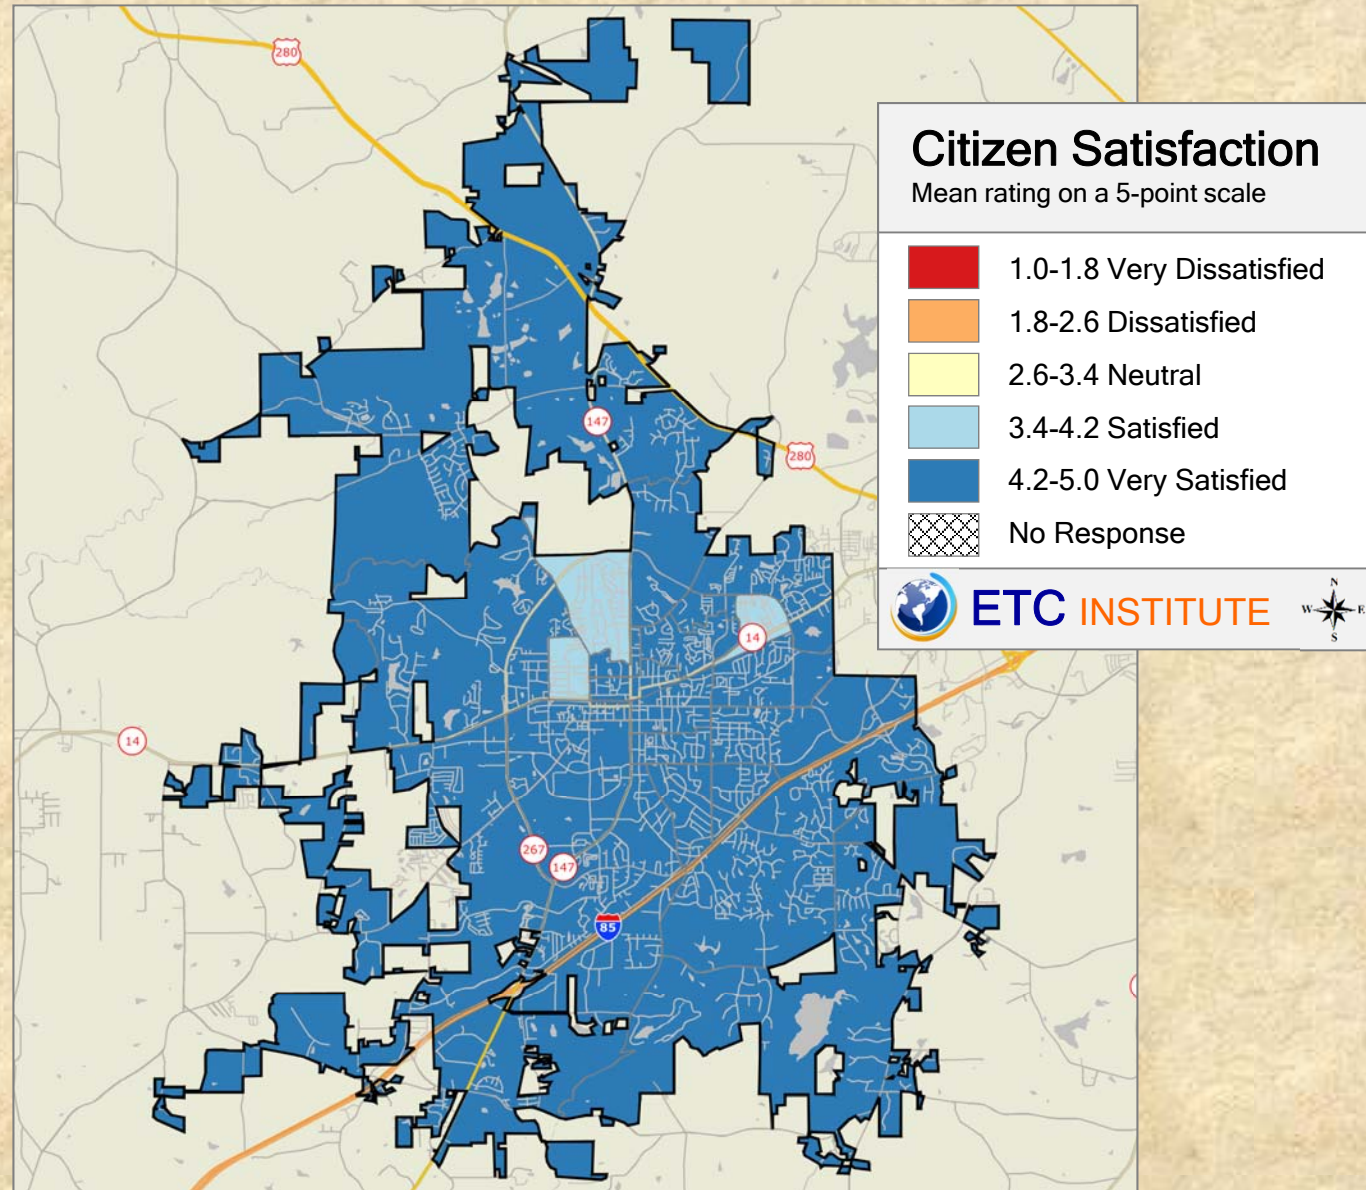 280
Citizen Satisfaction
Mean rating on a 5-point scale
1.0-1.8 Very Dissatisfied
1.8-2.6 Dissatisfied
2.6-3.4 Neutral
3.4-4.2 Satisfied
4.2-5.0 Very Satisfied
No Response
ETC INSTITUTE
N
W E
S
147
280
14
14
267
147
85